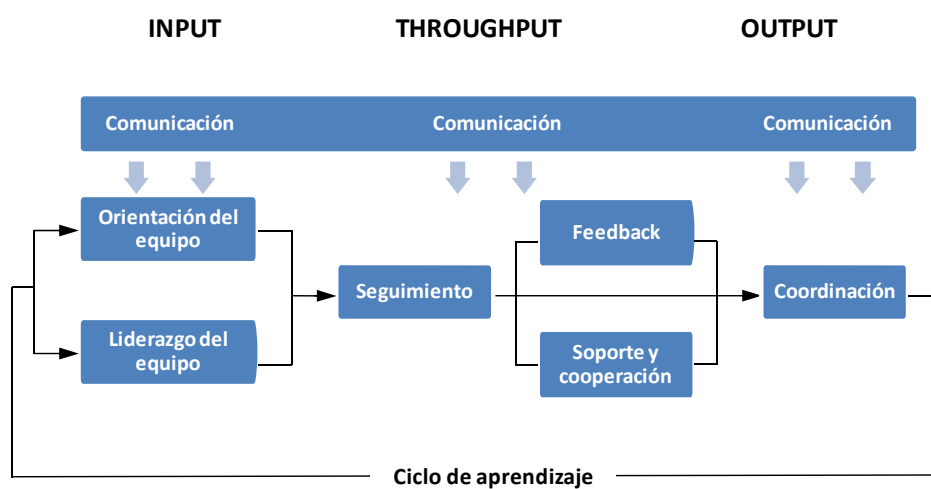 INPUT THROUGHPUT OUTPUT
Comunicación Comunicación Comunicación
Orientación del
equipo
Feedback
Seguimiento
Coordinación
Liderazgo del
equipo
Soporte y
cooperación
Ciclo de aprendizaje